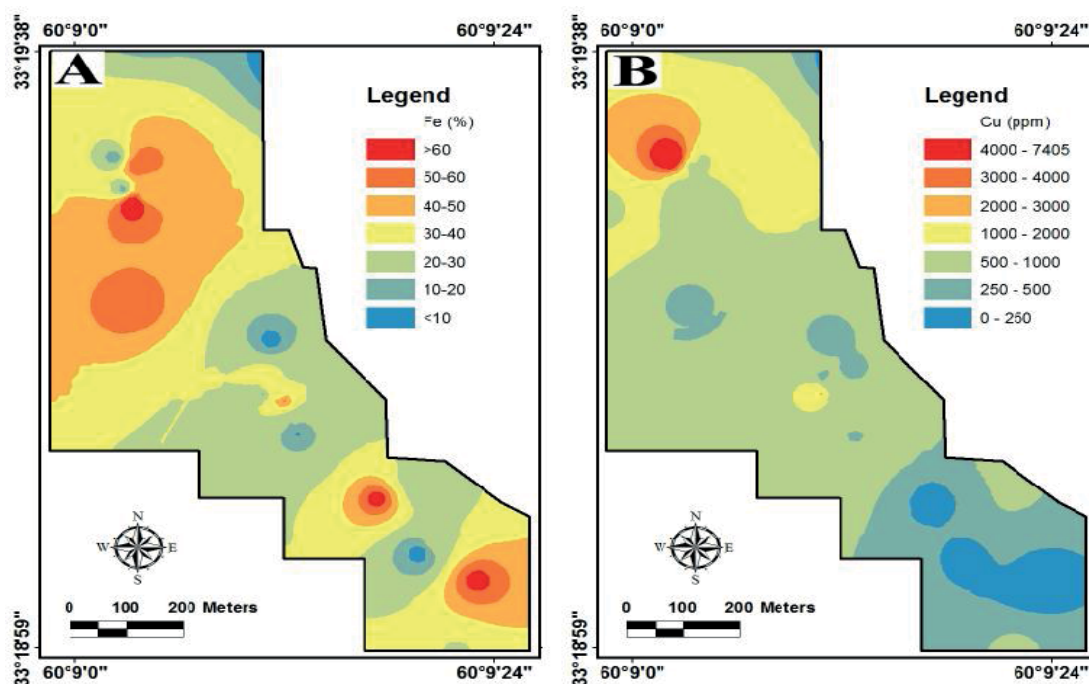 60°9'0" 60°9'24"
33°19'38"
A
Legend
Fe (%)
>60
50-60
40-50
30-40
20-30
10-20
<10
N
W E
S
0 100 200 Meters
33°18'59"
60°9'0" 60°9'24"
60°9'0" 60°9'24"
33°19'38"
B
Legend
Cu (ppm)
4000 - 7405
3000 - 4000
2000 - 3000
1000 - 2000
500 - 1000
250 - 500
0 - 250
N
W E
S
0 100 200 Meters
33°18'59"
60°9'0" 60°9'24"